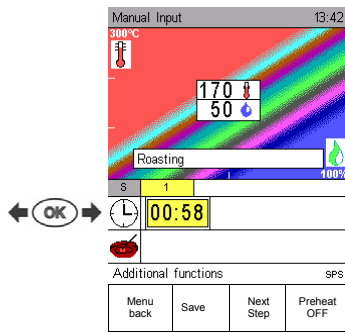 Manual Input 13:42
300°C
170
50
Roasting
100%
S 1
OK
00:58
Additional functions SPS
Menu back Save Next Step Preheat OFF